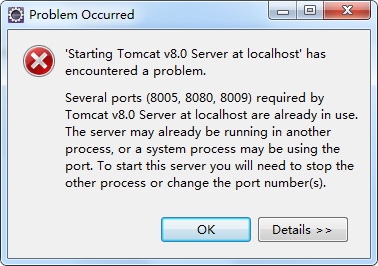 Problem Occurred
'Starting Tomcat v8.0 Server at localhost' has
encountered a problem.
Several ports (8005, 8080, 8009) required by
Tomcat v8.0 Server at localhost are already in use.
The server may already be running in another
process, or a system process may be using the
port. To start this server you will need to stop the
other process or change the port number(s).
OK
Details >>